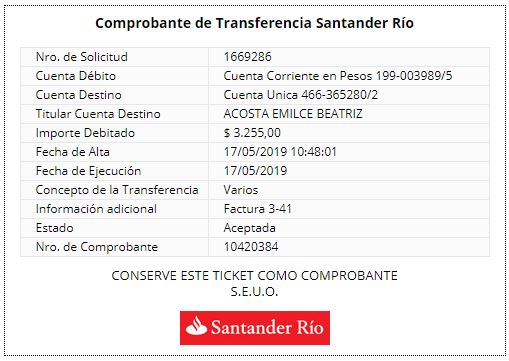 Comprobante de Transferencia Santander Río
Nro. de Solicitud 1669286
Cuenta Débito Cuenta Corriente en Pesos 199-003989/5
Cuenta Destino Cuenta Unica 466-365280/2
Titular Cuenta Destino ACOSTA EMILCE BEATRIZ
Importe Debitado $ 3.255,00
Fecha de Alta 17/05/2019 10:48:01
Fecha de Ejecución 17/05/2019
Concepto de la Transferencia Varios
Información adicional Factura 3-41
Estado Aceptada
Nro. de Comprobante 10420384
CONSERVE ESTE TICKET COMO COMPROBANTE
S.E.U.O.
Santander Río